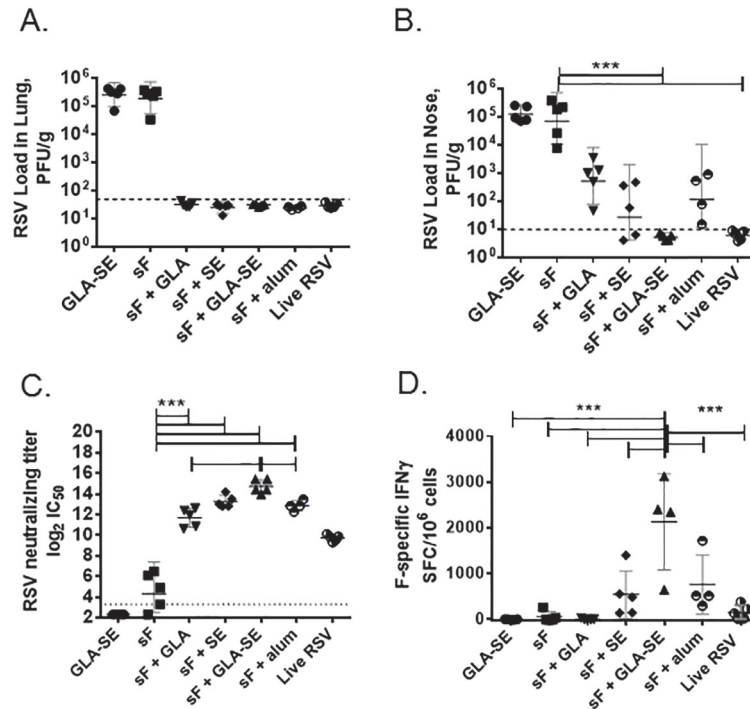 A.
RSV Load in Lung,
PFU/g
10⁶
10⁵
10⁴
10³
10²
10¹
10⁰
GLA-SE
sF
sF + GLA
sF + SE
sF + GLA-SE
sF + alum
Live RSV
B.
***
RSV Load in Nose,
PFU/g
10⁶
10⁵
10⁴
10³
10²
10¹
10⁰
GLA-SE
sF
sF + GLA
sF + SE
sF + GLA-SE
sF + alum
Live RSV
C.
***
RSV neutralizing titer
log₂ IC₅₀
20
18
16
14
12
10
8
6
4
2
GLA-SE
sF
sF + GLA
sF + SE
sF + GLA-SE
sF + alum
Live RSV
D.
***
***
F-specific IFNγ
SFC/10⁶ cells
4000
3000
2000
1000
0
GLA-SE
sF
sF + GLA
sF + SE
sF + GLA-SE
sF + alum
Live RSV